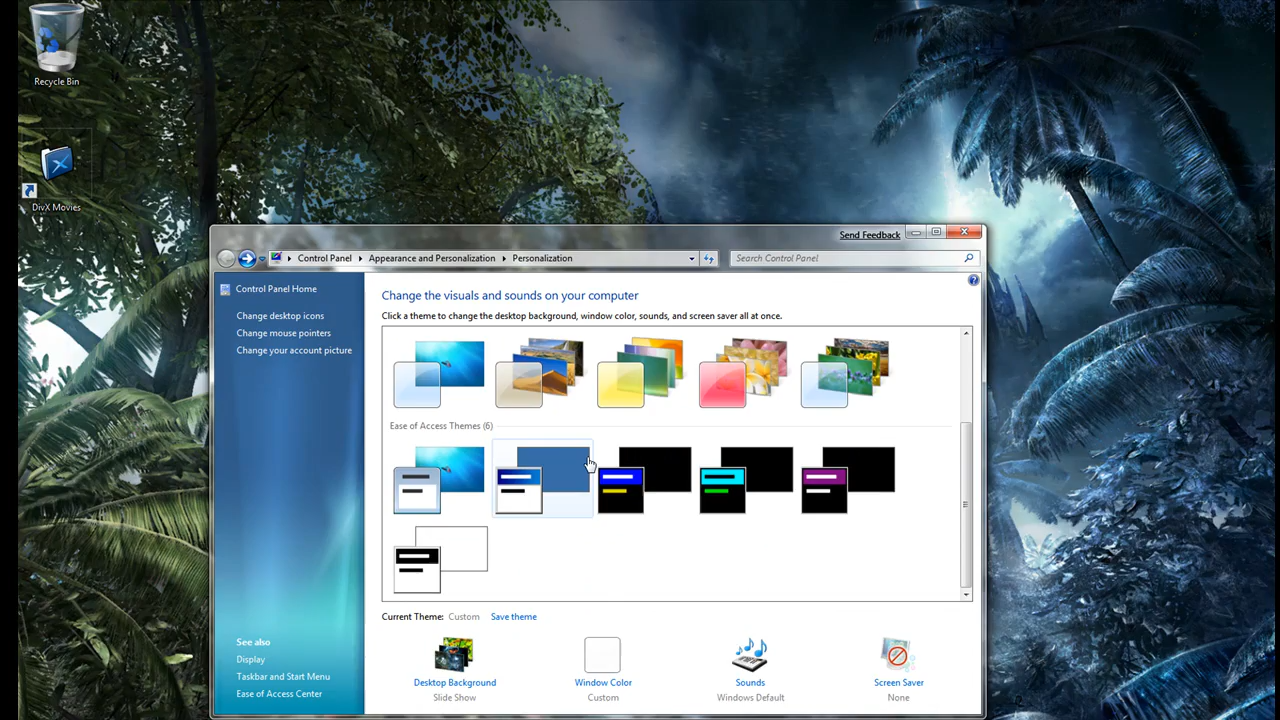 Recycle Bin
DivX Movies
Send Feedback
Control Panel
Appearance and Personalization
Personalization
Search Control Panel
Control Panel Home
Change desktop icons
Change mouse pointers
Change your account picture
Change the visuals and sounds on your computer
Click a theme to change the desktop background, window color, sounds, and screen saver all at once.
Ease of Access Themes (6)
Current Theme: Custom Save theme
See also
Display
Taskbar and Start Menu
Ease of Access Center
Desktop Background
Slide Show
Window Color
Custom
Sounds
Windows Default
Screen Saver
None